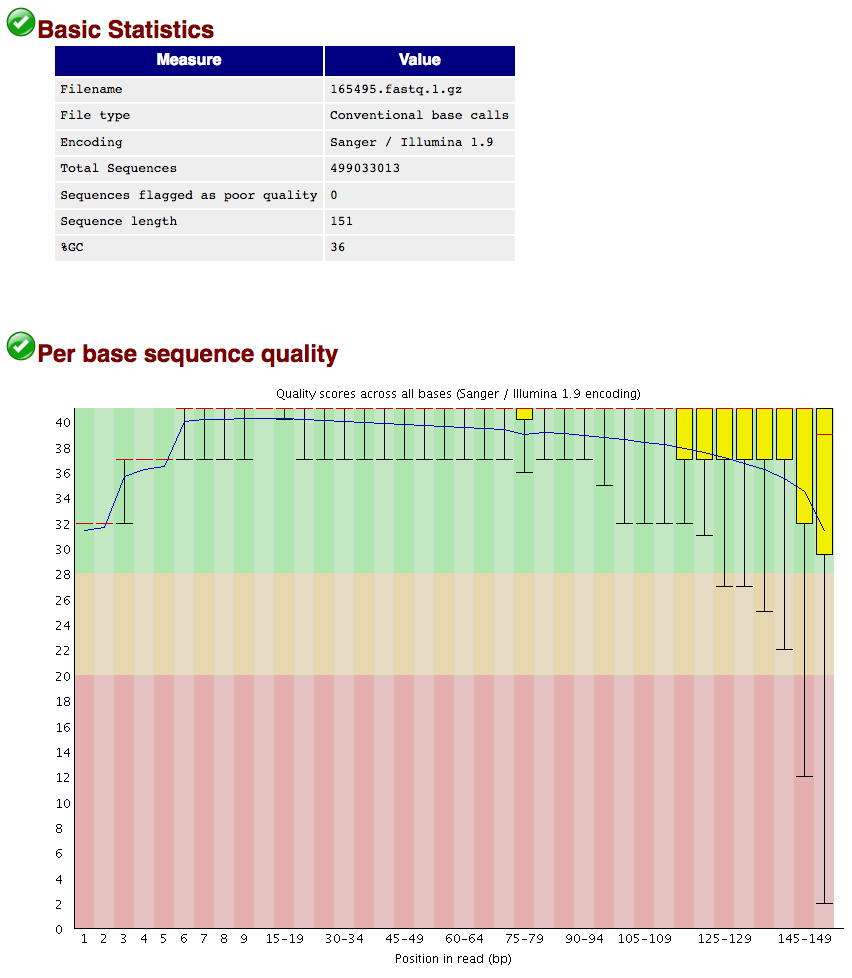 Basic Statistics
Measure Value
Filename 165495.fastq.1.gz
File type Conventional base calls
Encoding Sanger / Illumina 1.9
Total Sequences 499033013
Sequences flagged as poor quality 0
Sequence length 151
%GC 36
Per base sequence quality
Quality scores across all bases (Sanger / Illumina 1.9 encoding)
40
38
36
34
32
30
28
26
24
22
20
18
16
14
12
10
8
6
4
2
0
1 2 3 4 5 6 7 8 9 15-19 30-34 45-49 60-64 75-79 90-94 105-109 125-129 145-149
Position in read (bp)